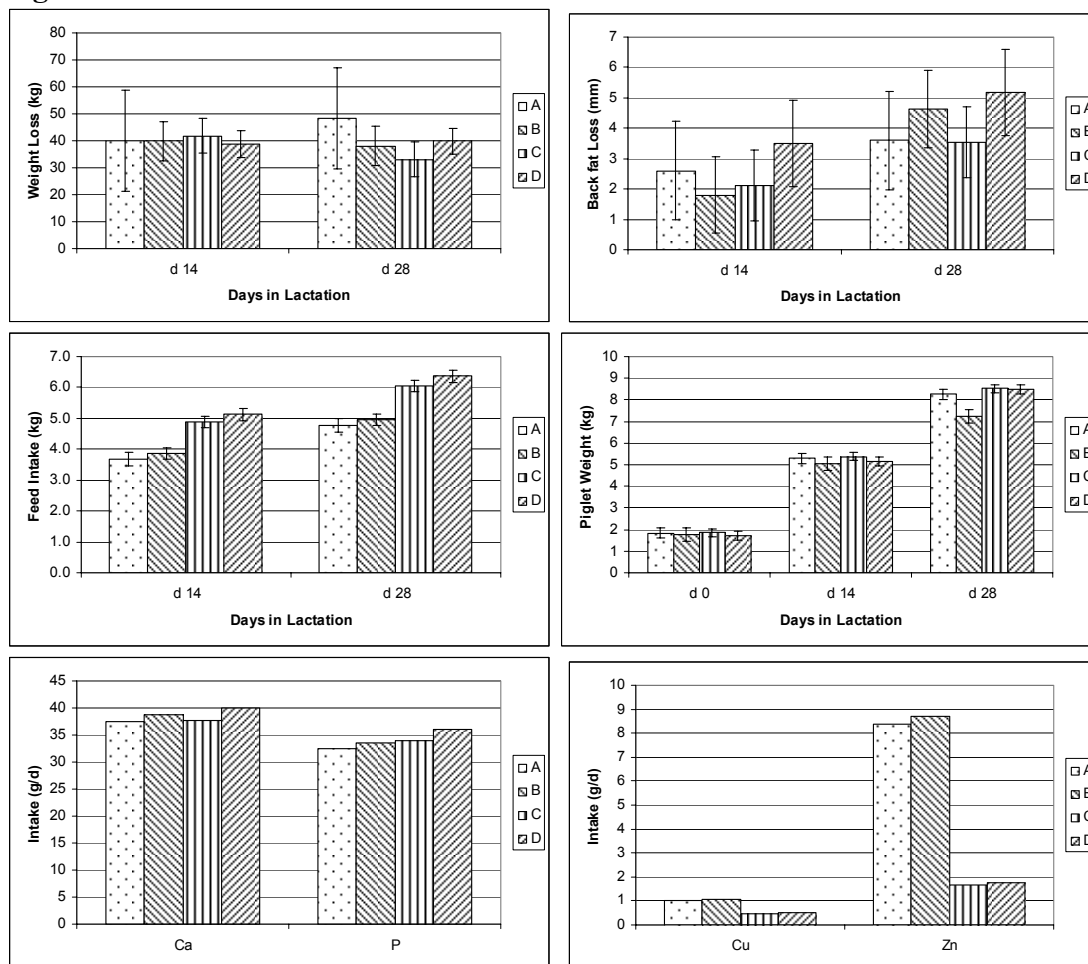 Weight Loss (kg)
80
70
60
50
40
30
20
10
0
d 14
d 28
Days in Lactation
A
B
C
D
Back fat Loss (mm)
7
6
5
4
3
2
1
0
d 14
d 28
Days in Lactation
A
B
C
D
Feed Intake (kg)
7.0
6.0
5.0
4.0
3.0
2.0
1.0
0.0
d 14
d 28
Days in Lactation
A
B
C
D
Piglet Weight (kg)
10
9
8
7
6
5
4
3
2
1
0
d 0
d 14
d 28
Days in Lactation
A
B
C
D
Intake (g/d)
45
40
35
30
25
20
15
10
5
0
Ca
P
A
B
C
D
Intake (g/d)
10
9
8
7
6
5
4
3
2
1
0
Cu
Zn
A
B
C
D